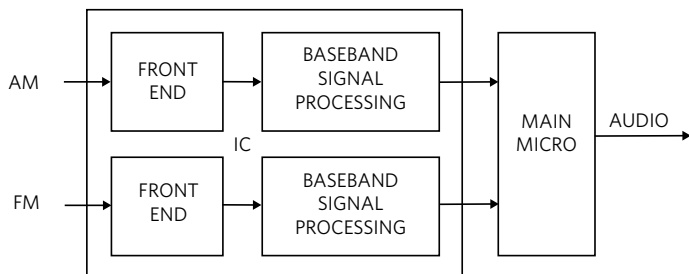 AM
FRONT
END
BASEBAND
SIGNAL
PROCESSING
IC
FM
FRONT
END
BASEBAND
SIGNAL
PROCESSING
MAIN
MICRO
AUDIO